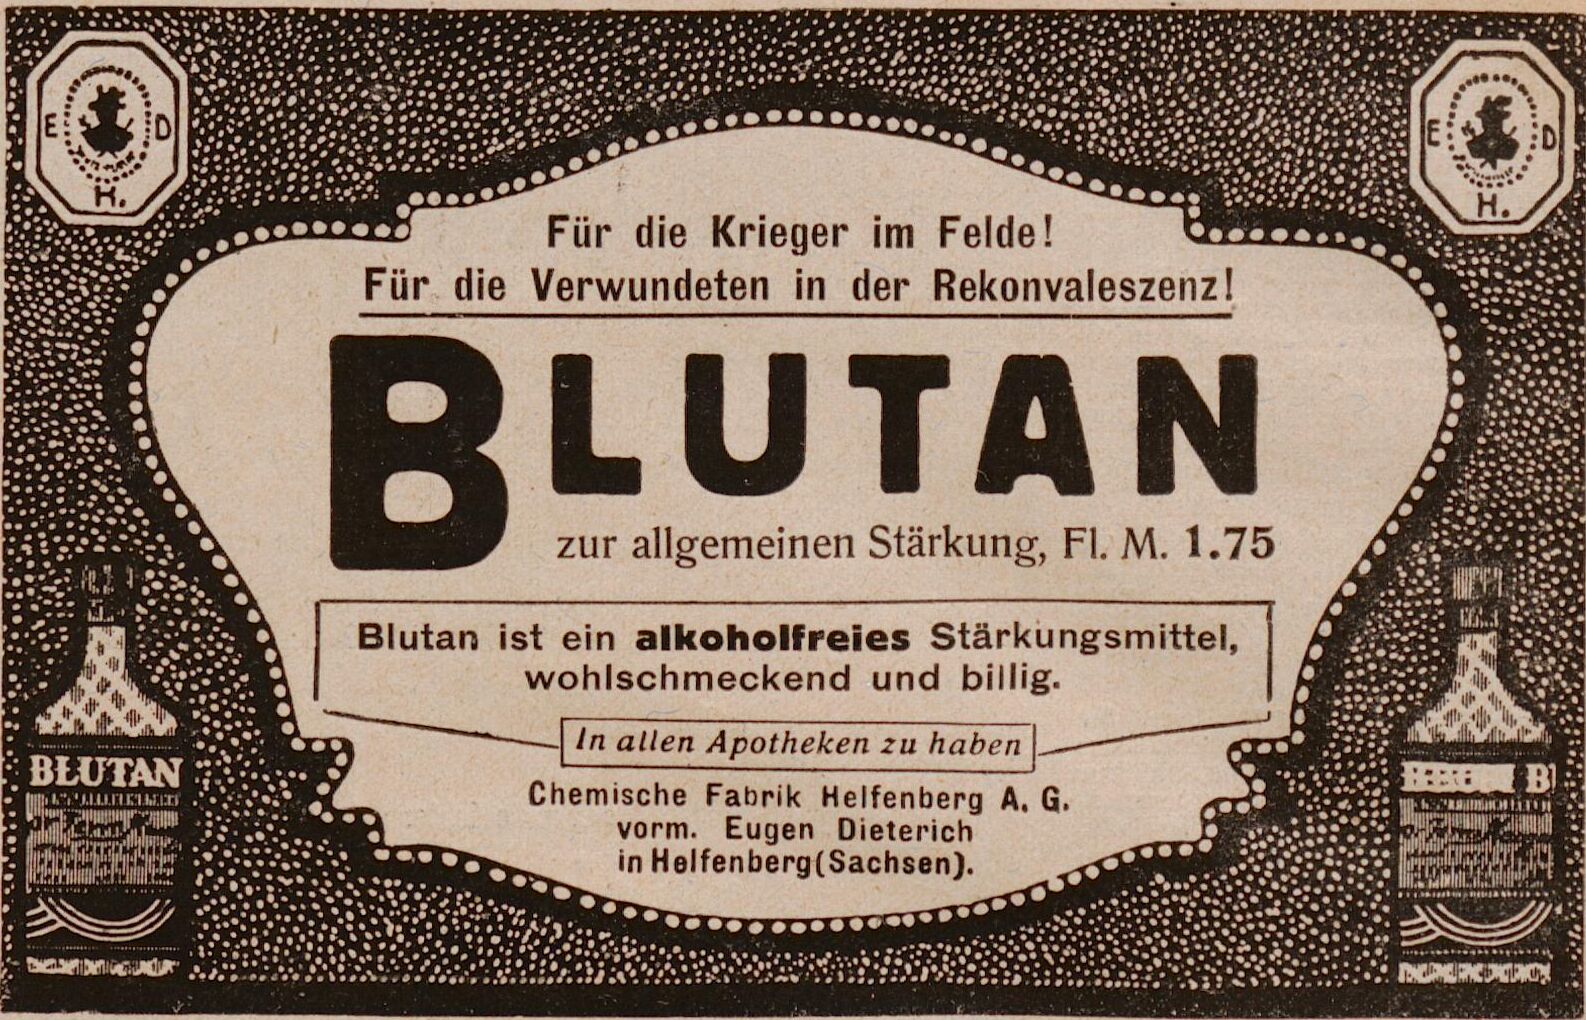 E D
H.
E D
H.
Für die Krieger im Felde!
Für die Verwundeten in der Rekonvaleszenz!
BLUTAN
zur allgemeinen Stärkung, Fl. M. 1.75
Blutan ist ein alkoholfreies Stärkungsmittel,
wohlschmeckend und billig.
In allen Apotheken zu haben
Chemische Fabrik Helfenberg A. G.
vorm. Eugen Dieterich
in Helfenberg (Sachsen).
BLUTAN
B